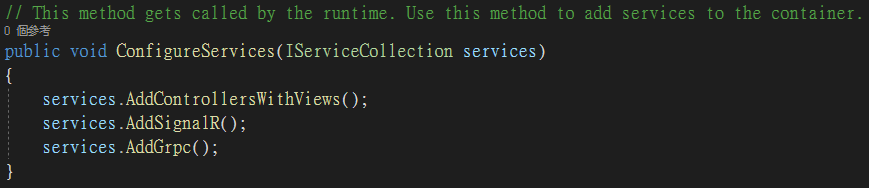 // This method gets called by the runtime. Use this method to add services to the container.
0 個參考
public void ConfigureServices(IServiceCollection services)
{
services.AddControllersWithViews();
services.AddSignalR();
services.AddGrpc();
}